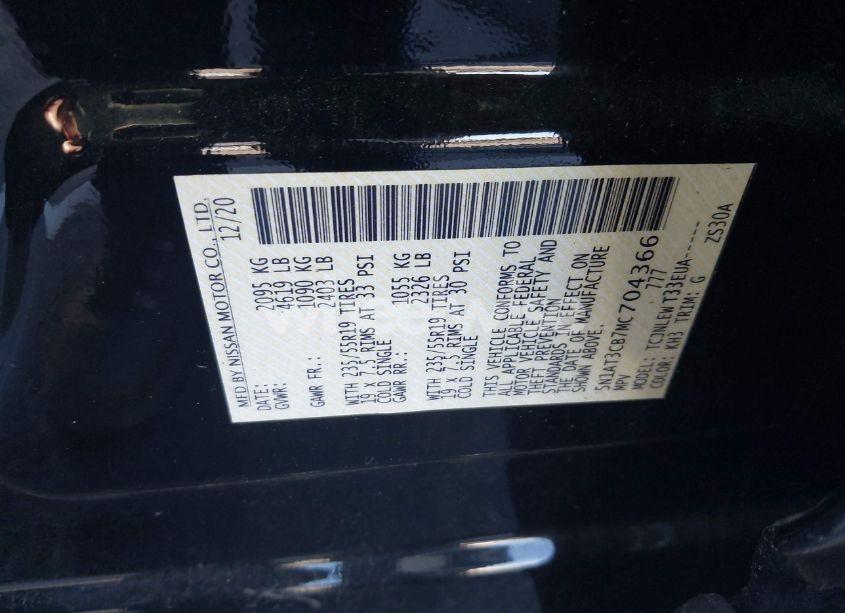 MFD BY NISSAN MOTOR CO., LTD.
DATE: 12/20
GVWR: 2095 KG
4619 LB
GAWR FR.: 1090 KG
2403 LB
WITH 235/55R19 TIRES
19 X 7.5 RIMS AT 33 PSI
COLD SINGLE
GAWR RR.: 1055 KG
2326 LB
WITH 235/55R19 TIRES
19 X 7.5 RIMS AT 30 PSI
COLD SINGLE
THIS VEHICLE CONFORMS TO
ALL APPLICABLE FEDERAL
MOTOR VEHICLE SAFETY AND
THEFT PREVENTION
STANDARDS IN EFFECT ON
THE DATE OF MANUFACTURE
SHOWN ABOVE.
5N1AT3CB7MC704366
MPV 777
MODEL: TCJNLEWT33EUA------
COLOR: KH3 TRIM: G ZS30A